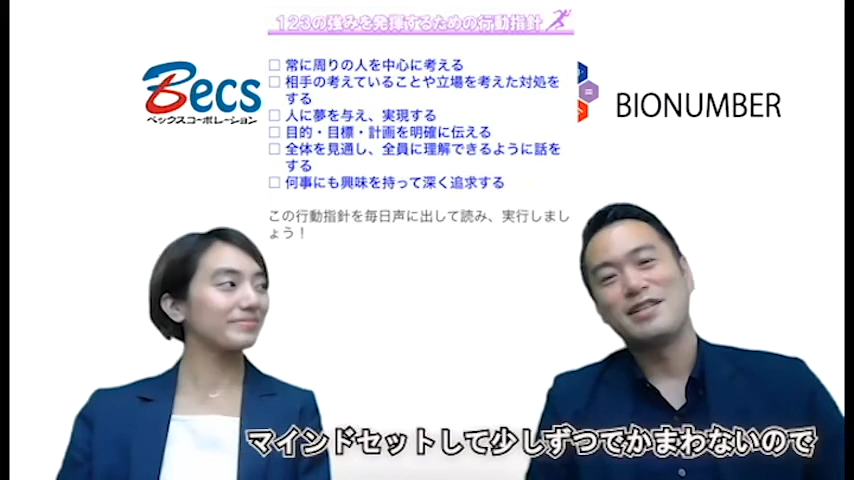 123の強みを発揮するための行動指針
□ 常に周りの人を中心に考える
□ 相手の考えていることや立場を考えた対処を
する
□ 人に夢を与え、実現する
□ 目的・目標・計画を明確に伝える
□ 全体を見通し、全員に理解できるように話を
する
□ 何事にも興味を持って深く追求する
この行動指針を毎日声に出して読み、実行しまし
ょう！
Becs
ベックスコーポレーション
BIONUMBER
マインドセットして少しずつでかまわないので